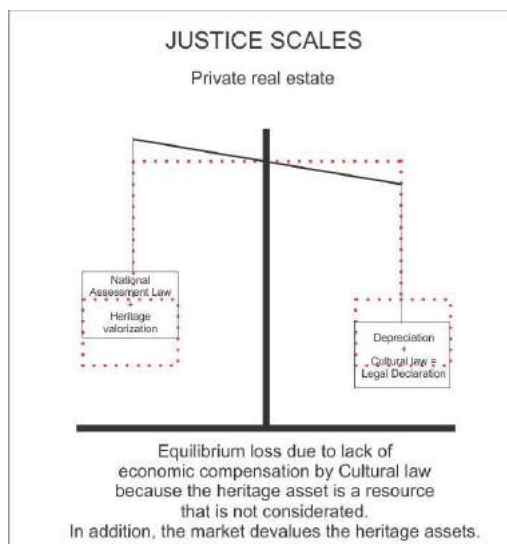 JUSTICE SCALES
Private real estate
National
Assessment Law
+
Heritage
valorization
Depreciation
+
Cultural law =
Legal Declaration
Equilibrium loss due to lack of
economic compensation by Cultural law
because the heritage asset is a resource
that is not considerated.
In addition, the market devalues the heritage assets.